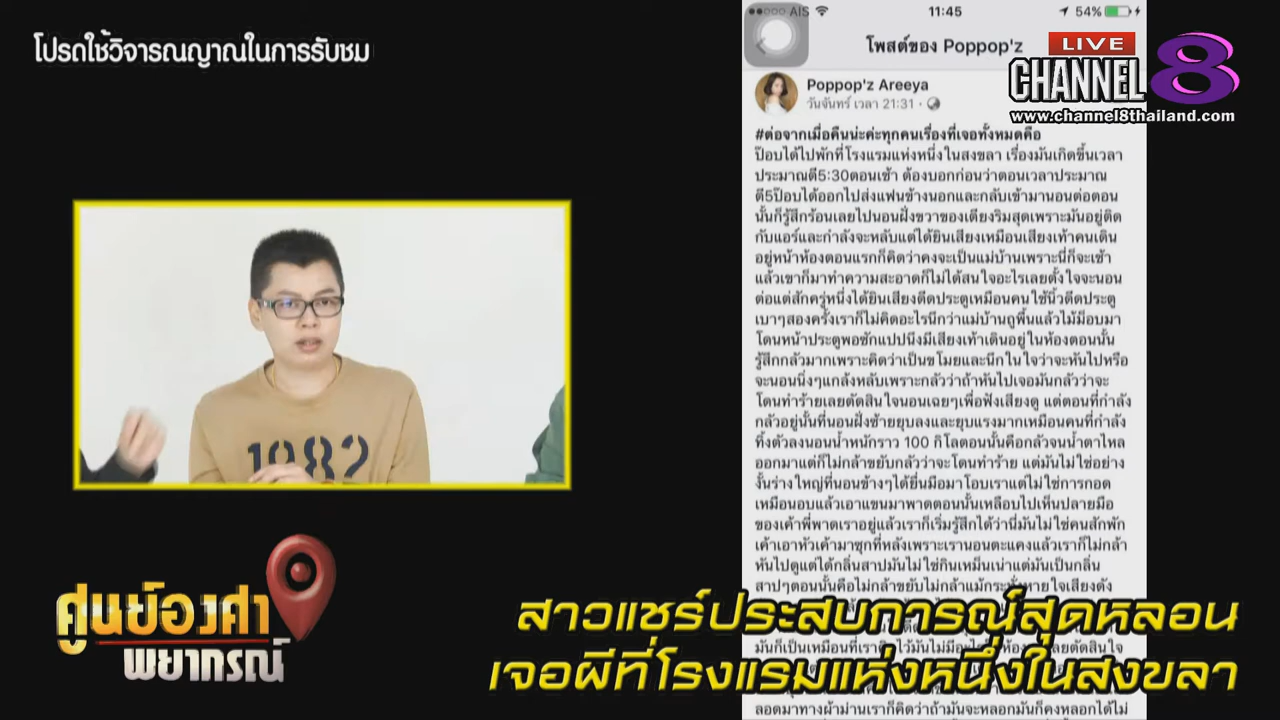 โปรดใช้วิจารณญาณในการรับชม
AIS
11:45
54%
โพสต์ของ Poppop'z
LIVE
CHANNEL 8
www.channel8thailand.com
Poppop'z Areeya
วันจันทร์ เวลา 21:31
#ต่อจากเมื่อคืนน่ะค่ะทุกคนเรื่องที่เจอทั้งหมดคือ
ป๊อบได้ไปพักที่โรงแรมแห่งหนึ่งในสงขลา เรื่องมันเกิดขึ้นเวลา
ประมาณตี5:30ตอนเช้า ต้องบอกก่อนว่าตอนเวลาประมาณ
ตี5ป๊อบได้ออกไปส่งแฟนข้างนอกและกลับเข้ามานอนต่อตอน
นั้นก็รู้สึกร้อนเลยไปนอนฝั่งขวาของเตียงริมสุดเพราะมันอยู่ติด
กับแอร์และกำลังจะหลับแต่ได้ยินเสียงเหมือนเสียงเท้าคนเดิน
อยู่หน้าห้องตอนแรกก็คิดว่าคงจะเป็นแม่บ้านเพราะนี่ก็จะเช้า
แล้วเขาก็มาทำความสะอาดก็ไม่ได้สนใจอะไรเลยตั้งใจจะนอน
ต่อแต่สักครู่หนึ่งได้ยินเสียงดีดประตูเหมือนคนใช้นิ้วดีดประตู
เบาๆสองครั้งเราก็ไม่คิดอะไรนึกว่าแม่บ้านถูพื้นแล้วไม้ม็อบมา
โดนหน้าประตูพอซักแปปนึงมีเสียงเท้าเดินอยู่ในห้องตอนนั้น
รู้สึกกลัวมากเพราะคิดว่าเป็นขโมยและนึกในใจว่าจะหันไปหรือ
จะนอนนิ่งๆแกล้งหลับเพราะกลัวว่าถ้าหันไปเจอมันกลัวว่าจะ
โดนทำร้ายเลยตัดสินใจนอนเฉยๆเพื่อฟังเสียงดู แต่ตอนที่กำลัง
กลัวอยู่นั้นที่นอนฝั่งซ้ายยุบลงและยุบแรงมากเหมือนคนที่กำลัง
ทิ้งตัวลงนอนน้ำหนักราว 100 กิโลตอนนั้นคือกลัวจนน้ำตาไหล
ออกมาแต่ก็ไม่กล้าขยับกลัวว่าจะโดนทำร้าย แต่มันไม่ใช่อย่าง
งั้นร่างใหญ่ที่นอนข้างๆได้ยื่นมือมาโอบเราแต่ไม่ใช่การกอด
เหมือนอบแล้วเอาแขนมาพาดตอนนั้นเหลือบไปเห็นปลายมือ
ของเค้าพี่พาดเราอยู่แล้วเราก็เริ่มรู้สึกได้ว่านี่มันไม่ใช่คนสักพัก
เค้าเอาหัวเค้ามาซุกที่หลังเพราะเรานอนตะแคงแล้วเราก็ไม่กล้า
หันไปดูแต่ได้กลิ่นสาปมันไม่ใช่กินเหม็นเน่าแต่มันเป็นกลิ่น
สาปๆตอนนั้นคือไม่กล้าขยับไม่กล้าแม้กระทั่งหายใจเสียงดัง
1982
ศูนย์องศา
พยากรณ์
สาวแชร์ประสบการณ์สุดหลอน
เจอผีที่โรงแรมแห่งหนึ่งในสงขลา
ลอดมาทางผ้าม่านเราก็คิดว่าถ้ามันจะหลอกมันก็คงหลอกได้ไม่